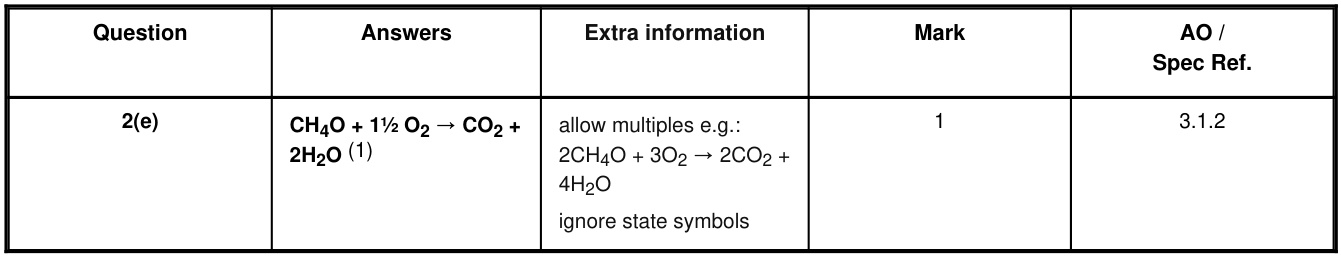 Question Answers Extra information Mark AO /
Spec Ref.
2(e) CH₄O + 1½ O₂ → CO₂ + allow multiples e.g.: 1 3.1.2
2H₂O (1) 2CH₄O + 3O₂ → 2CO₂ +
4H₂O
ignore state symbols